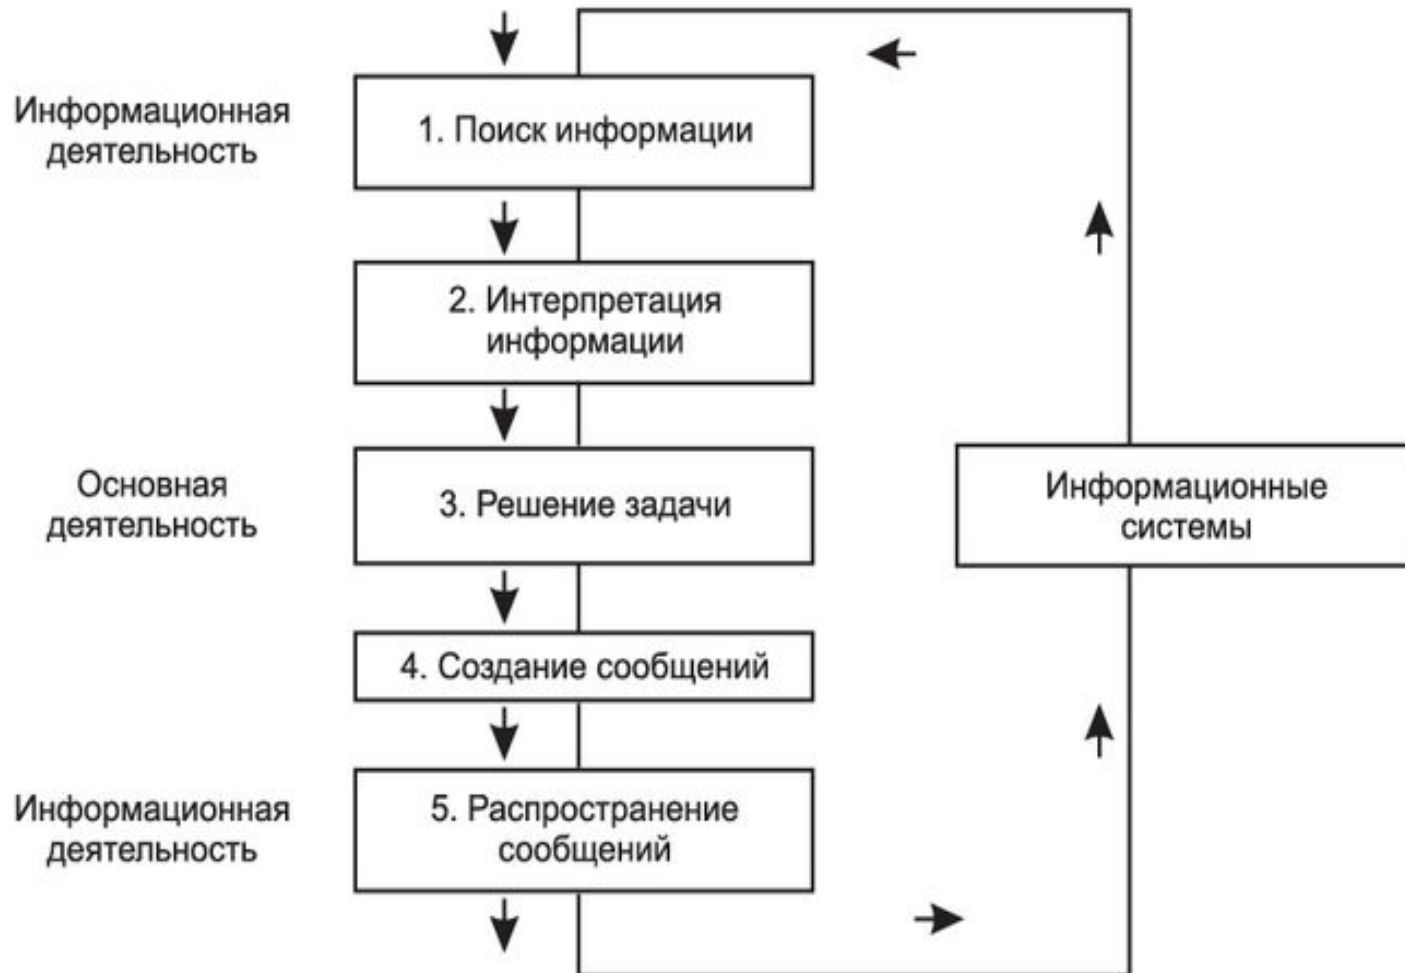 Информационная
деятельность
1. Поиск информации
2. Интерпретация
информации
Основная
деятельность
3. Решение задачи
Информационные
системы
4. Создание сообщений
Информационная
деятельность
5. Распространение
сообщений